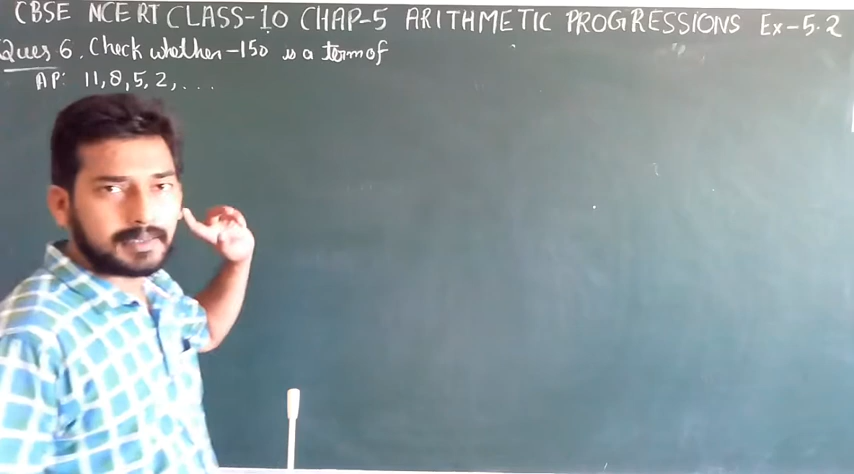 CBSE NCERT CLASS-10 CHAP-5 ARITHMETIC PROGRESSIONS Ex-5.2
Ques 6. Check whether -150 is a term of
AP: 11, 8, 5, 2, ...